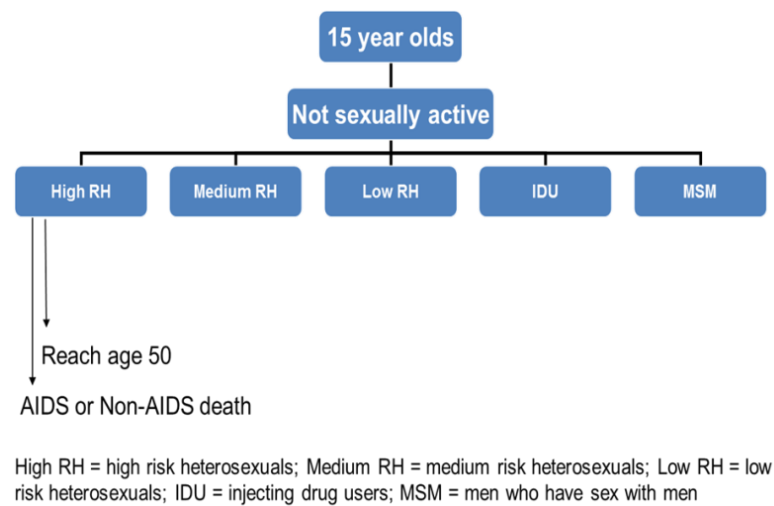 15 year olds
Not sexually active
High RH
Medium RH
Low RH
IDU
MSM
Reach age 50
AIDS or Non-AIDS death
High RH = high risk heterosexuals; Medium RH = medium risk heterosexuals; Low RH = low
risk heterosexuals; IDU = injecting drug users; MSM = men who have sex with men